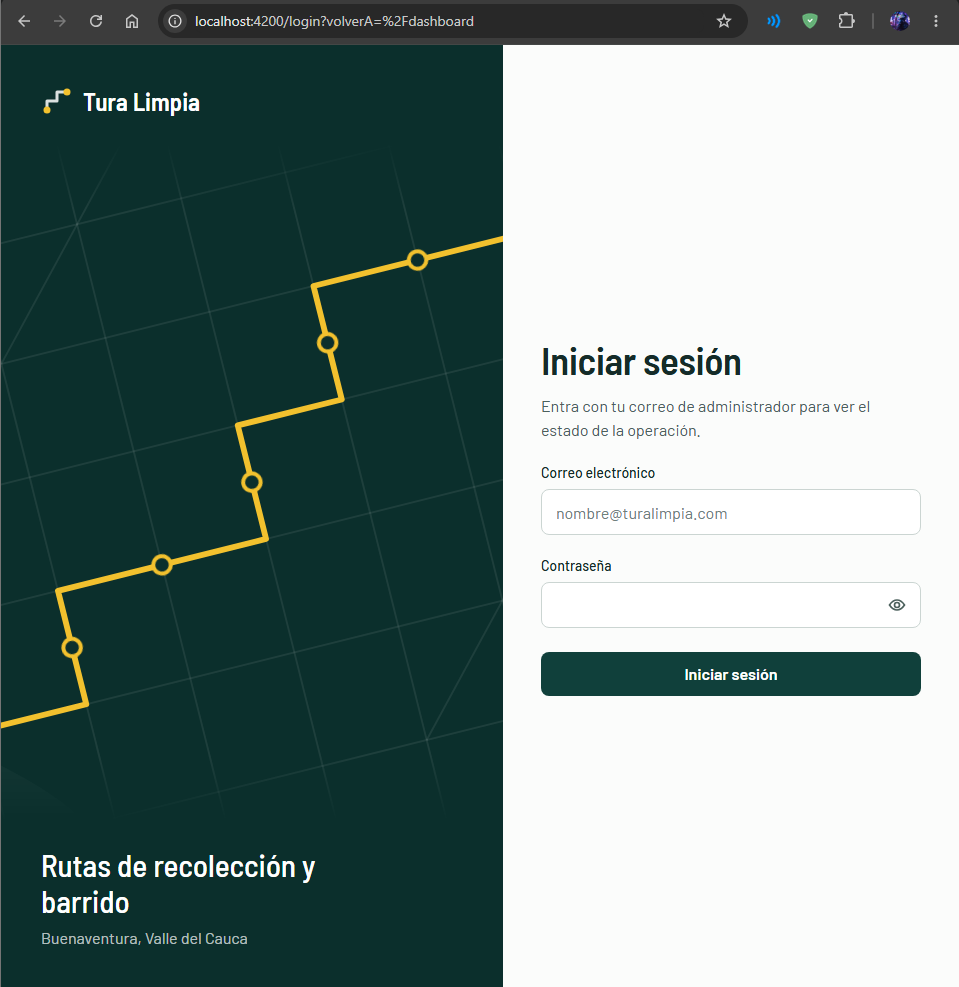 localhost:4200/login?volverA=%2Fdashboard
Tura Limpia
Iniciar sesión
Entra con tu correo de administrador para ver el
estado de la operación.
Correo electrónico
nombre@turalimpia.com
Contraseña
Iniciar sesión
Rutas de recolección y
barrido
Buenaventura, Valle del Cauca